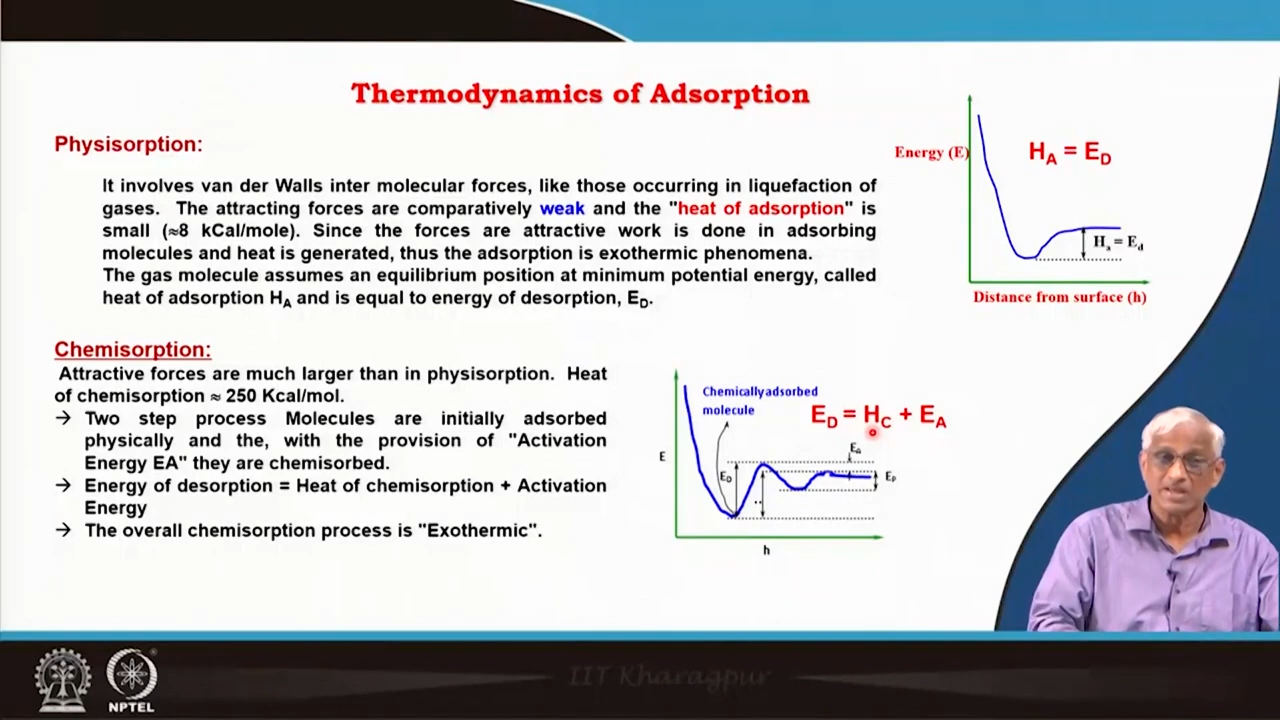 Thermodynamics of Adsorption
Physisorption:
It involves van der Walls inter molecular forces, like those occurring in liquefaction of
gases. The attracting forces are comparatively weak and the "heat of adsorption" is
small (≈8 kCal/mole). Since the forces are attractive work is done in adsorbing
molecules and heat is generated, thus the adsorption is exothermic phenomena.
The gas molecule assumes an equilibrium position at minimum potential energy, called
heat of adsorption HA and is equal to energy of desorption, ED.
Energy (E)
HA = ED
Ha = Ed
Distance from surface (h)
Chemisorption:
Attractive forces are much larger than in physisorption. Heat
of chemisorption ≈ 250 Kcal/mol.
→ Two step process Molecules are initially adsorbed
physically and the, with the provision of "Activation
Energy EA" they are chemisorbed.
→ Energy of desorption = Heat of chemisorption + Activation
Energy
→ The overall chemisorption process is "Exothermic".
Chemically adsorbed
molecule
ED = HC + EA
E
ED
EA
EP
h
IIT Kharagpur
NPTEL